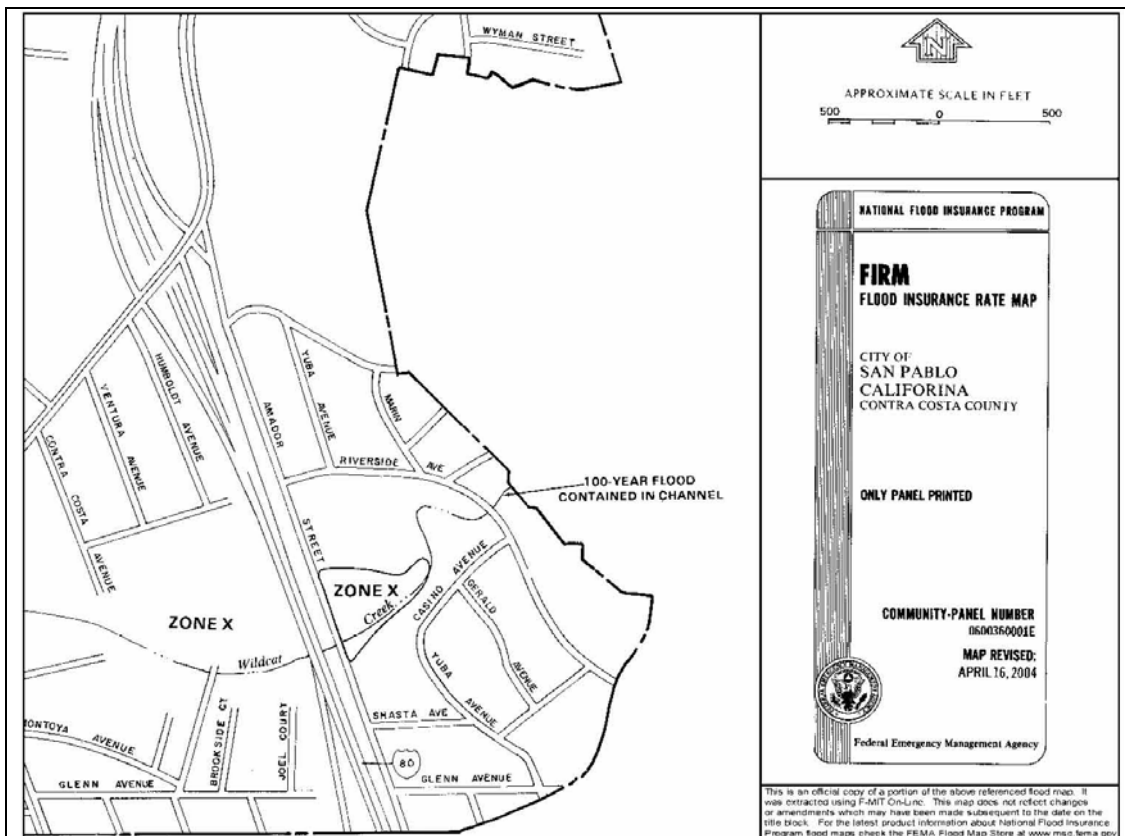 WYMAN STREET
YUBA
AVENUE
HUMBOLDT
AVENUE
VENTURA
AVENUE
MARIN
AVE
AMADOR
STREET
RIVERSIDE
CONTRA
COSTA
AVENUE
100-YEAR FLOOD
CONTAINED IN CHANNEL
CASINO AVENUE
GERALD
AVENUE
ZONE X
ZONE X
Creek
Wildcat
YUBA
AVENUE
SHASTA AVE
BROOKSIDE CT
JOEL COURT
ONTOYA AVENUE
80
GLENN AVENUE
GLENN AVENUE
N
APPROXIMATE SCALE IN FEET
500 0 500
NATIONAL FLOOD INSURANCE PROGRAM
FIRM
FLOOD INSURANCE RATE MAP
CITY OF
SAN PABLO
CALIFORINA
CONTRA COSTA COUNTY
ONLY PANEL PRINTED
COMMUNITY-PANEL NUMBER
0600360001E
MAP REVISED:
APRIL 16, 2004
Federal Emergency Management Agency
This is an official copy of a portion of the above referenced flood map. It
was extracted using F-MIT On-Line. This map does not reflect changes
or amendments which may have been made subsequent to the date on the
title block. For the latest product information about National Flood Insurance
Program flood maps check the FEMA Flood Map Store at www.msc.fema.gov